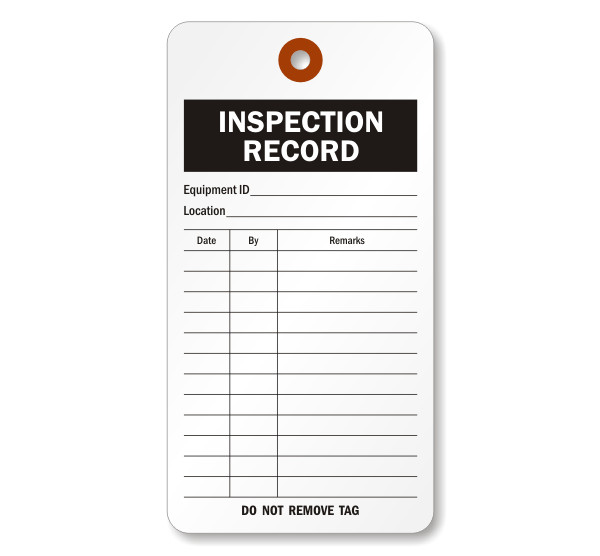 INSPECTION
RECORD
Equipment ID
Location
Date By Remarks
DO NOT REMOVE TAG